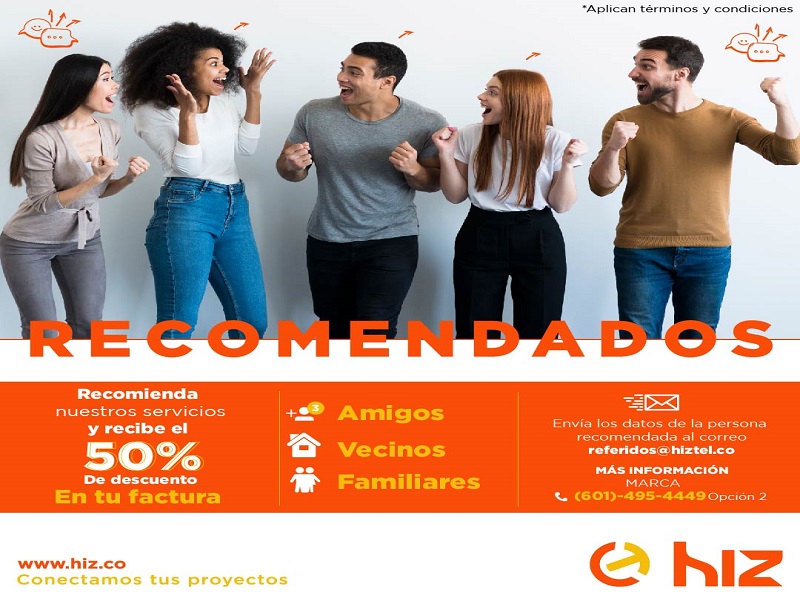 *Aplican términos y condiciones
RECOMENDADOS
Recomienda
nuestros servicios
y recibe el
50%
De descuento
En tu factura
+ 3
Amigos
Vecinos
Familiares
Envía los datos de la persona
recomendada al correo
referidos@hiztel.co
MÁS INFORMACIÓN
MARCA
(601)-495-4449 Opción 2
www.hiz.co
Conectamos tus proyectos
hiz